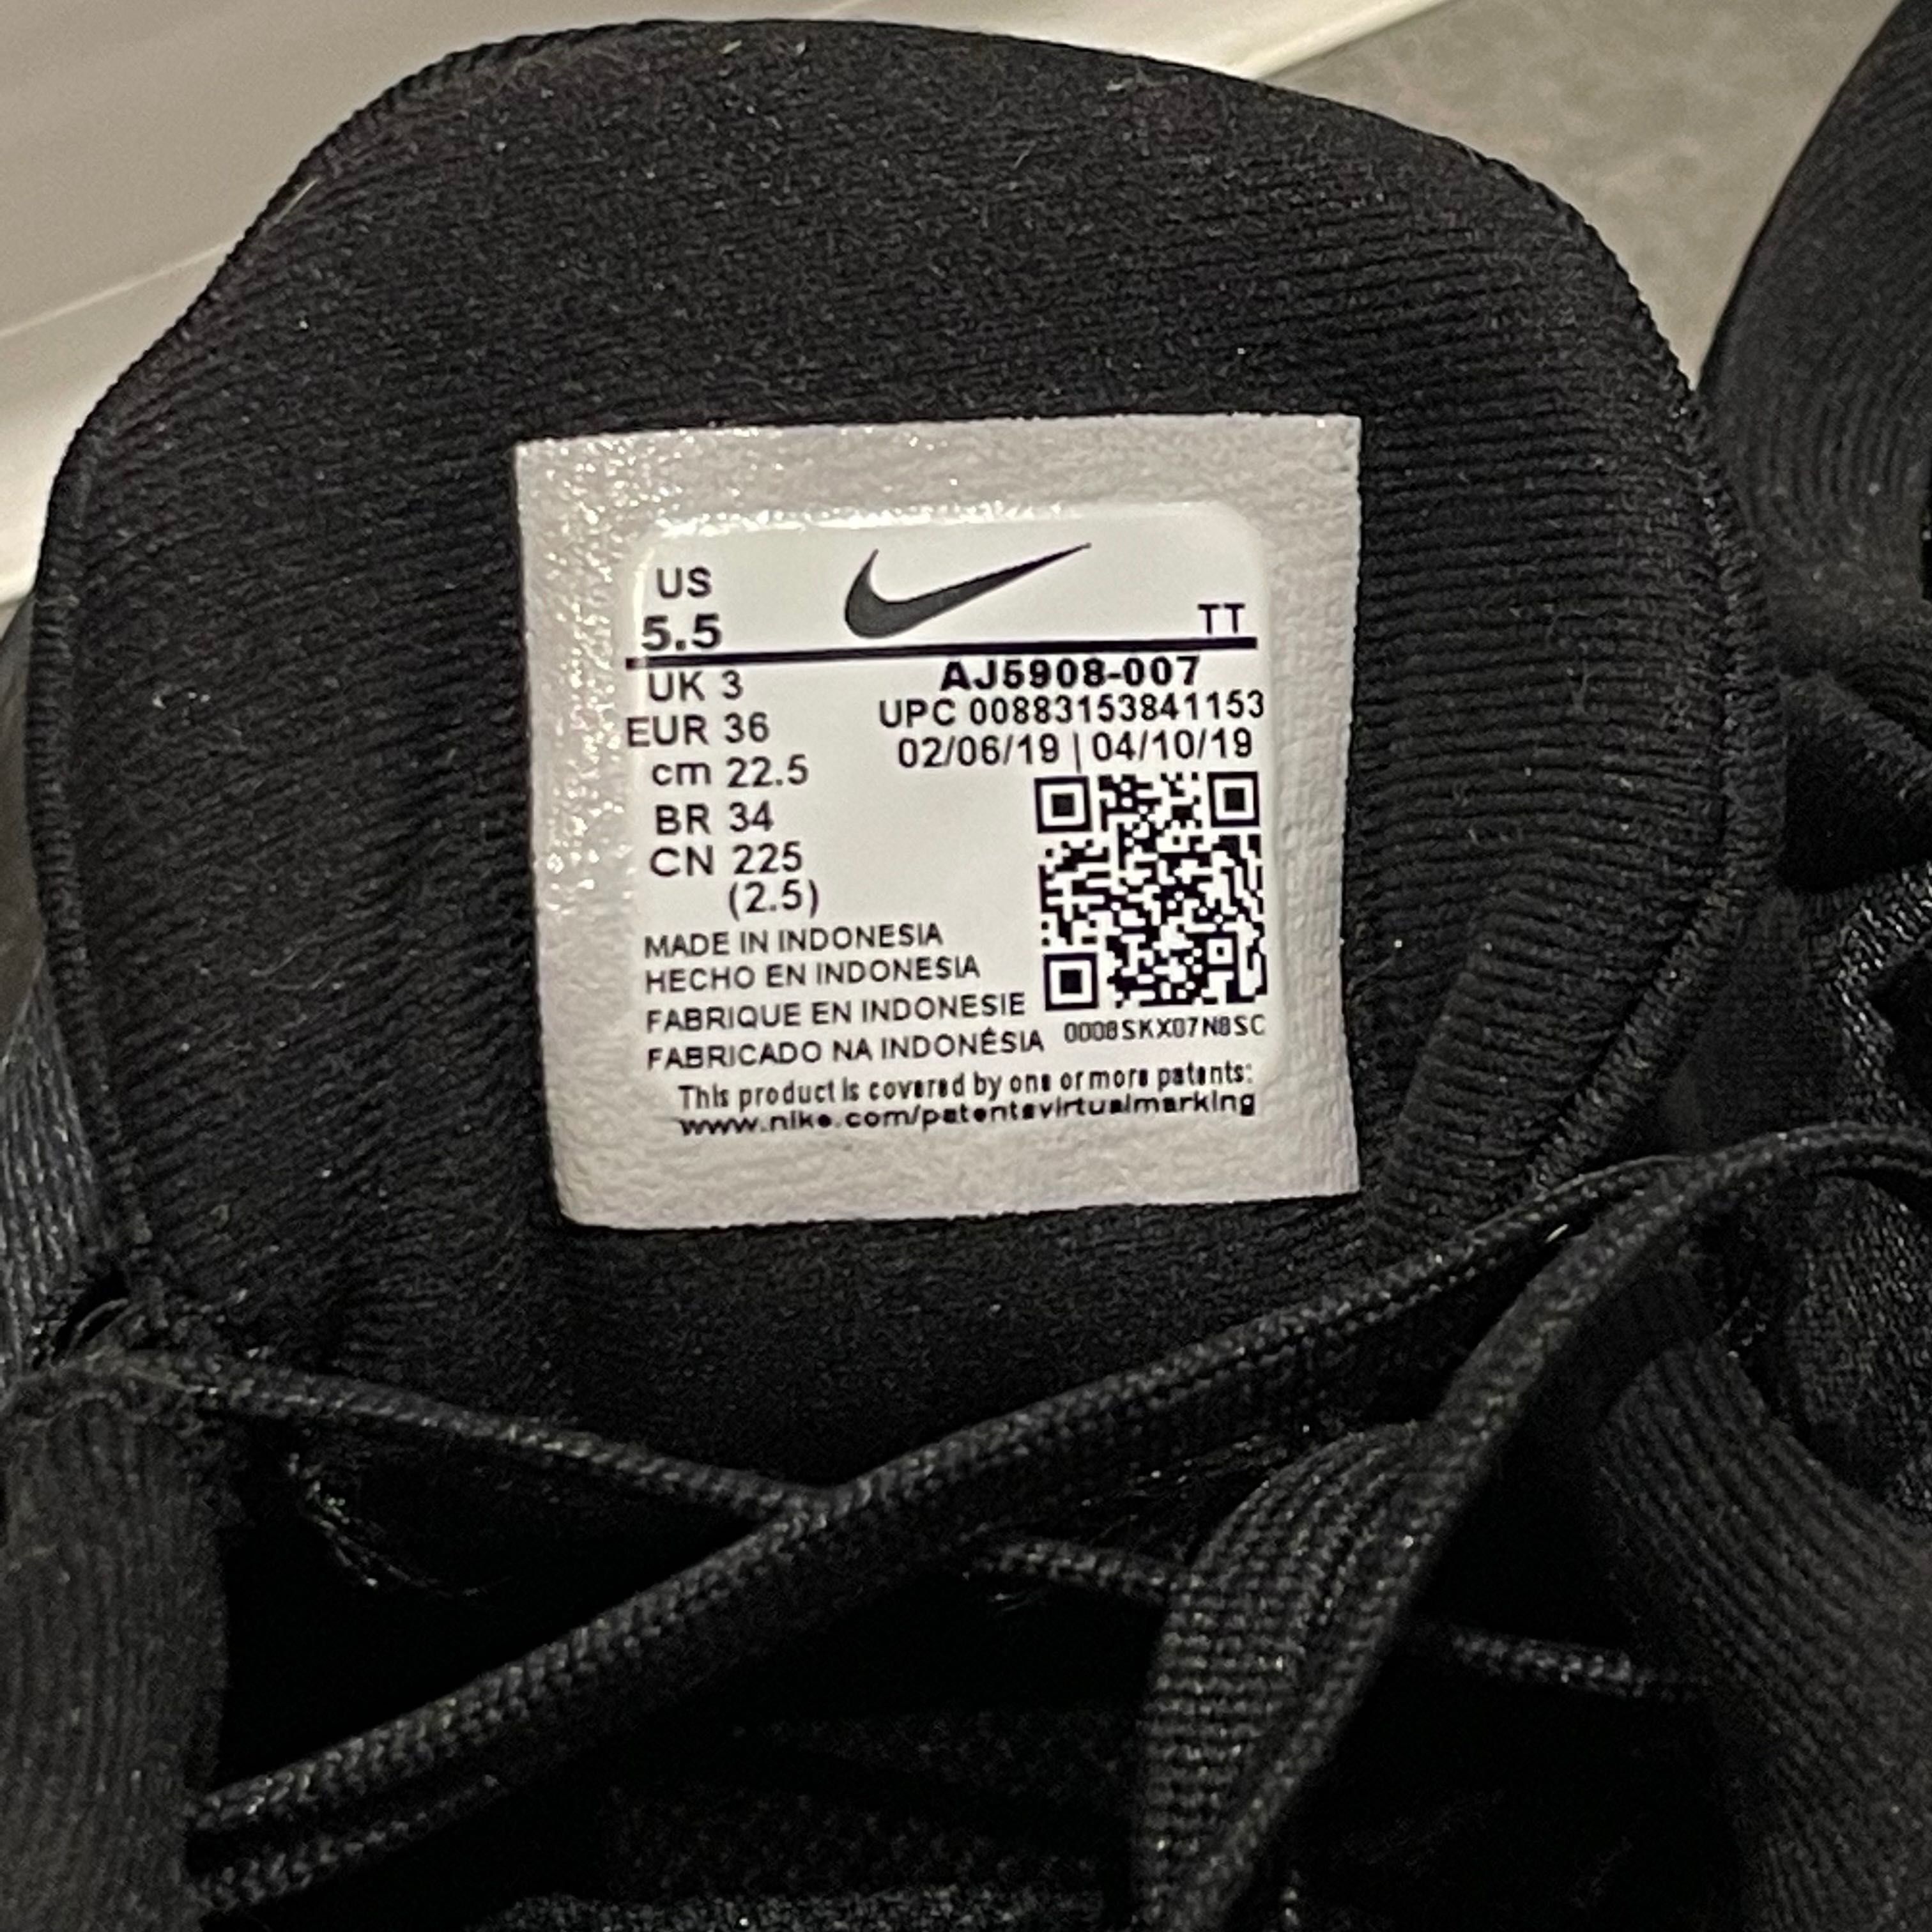 US
5.5
TT
UK 3
EUR 36
cm 22.5
BR 34
CN 225
(2.5)
AJ5908-007
UPC 00883153841153
02/06/19 | 04/10/19
MADE IN INDONESIA
HECHO EN INDONESIA
FABRIQUE EN INDONESIE
FABRICADO NA INDONÉSIA
0008SKX07N8SC
This product is covered by one or more patents:
www.nike.com/patentsvirtualmarking